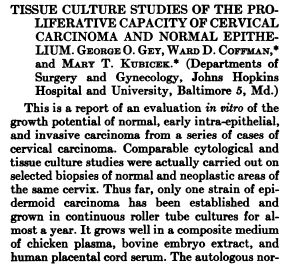 TISSUE CULTURE STUDIES OF THE PRO-
LIFERATIVE CAPACITY OF CERVICAL
CARCINOMA AND NORMAL EPITHE-
LIUM. GEORGE O. GEY, WARD D. COFFMAN,*
and MARY T. KUBICEK.* (Departments of
Surgery and Gynecology, Johns Hopkins
Hospital and University, Baltimore 5, Md.)
This is a report of an evaluation in vitro of the
growth potential of normal, early intra-epithelial,
and invasive carcinoma from a series of cases of
cervical carcinoma. Comparable cytological and
tissue culture studies were actually carried out on
selected biopsies of normal and neoplastic areas of
the same cervix. Thus far, only one strain of epi-
dermoid carcinoma has been established and
grown in continuous roller tube cultures for al-
most a year. It grows well in a composite medium
of chicken plasma, bovine embryo extract, and
human placental cord serum. The autologous nor-